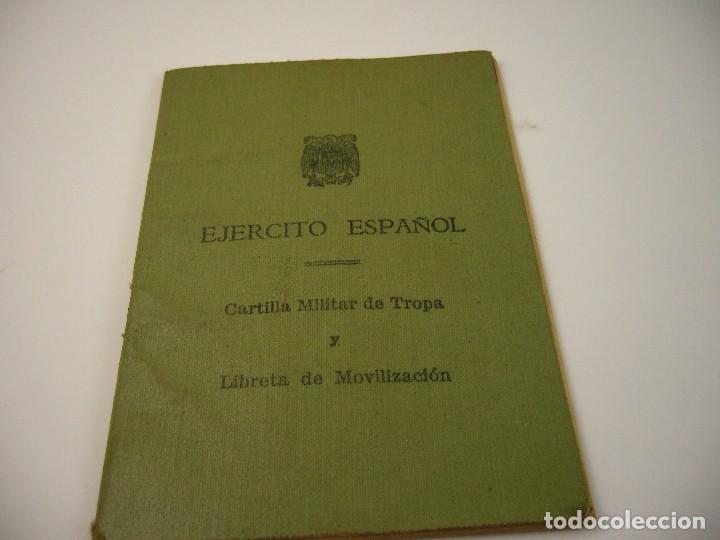 EJERCITO ESPAÑOL
Cartilla Militar de Tropa
y
Libreta de Movilización
todocoleccion